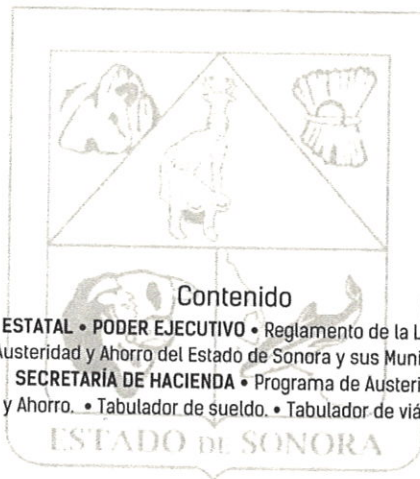 Contenido
ESTATAL • PODER EJECUTIVO • Reglamento de la L
Austeridad y Ahorro del Estado de Sonora y sus Muni
SECRETARÍA DE HACIENDA • Programa de Austeri
y Ahorro. • Tabulador de sueldo. • Tabulador de viá
ESTADO DE SONORA